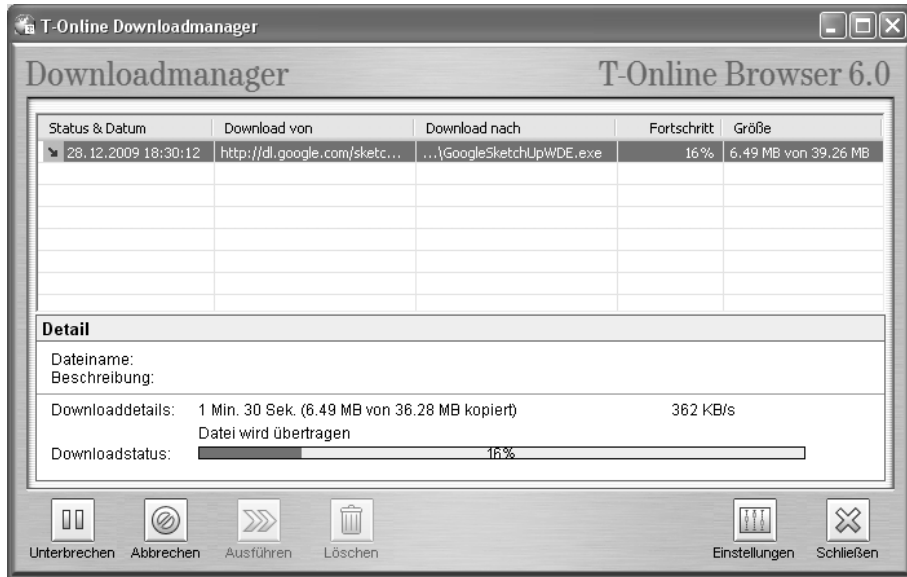 T-Online Downloadmanager
Downloadmanager T-Online Browser 6.0
Status & Datum Download von Download nach Fortschritt Größe
28.12.2009 18:30:12 http://dl.google.com/sketc... ...\GoogleSketchUpWDE.exe 16% 6.49 MB von 39.26 MB
Detail
Dateiname:
Beschreibung:
Downloaddetails: 1 Min. 30 Sek. (6.49 MB von 36.28 MB kopiert) 362 KB/s
Datei wird übertragen
Downloadstatus: 16%
Unterbrechen Abbrechen Ausführen Löschen Einstellungen Schließen